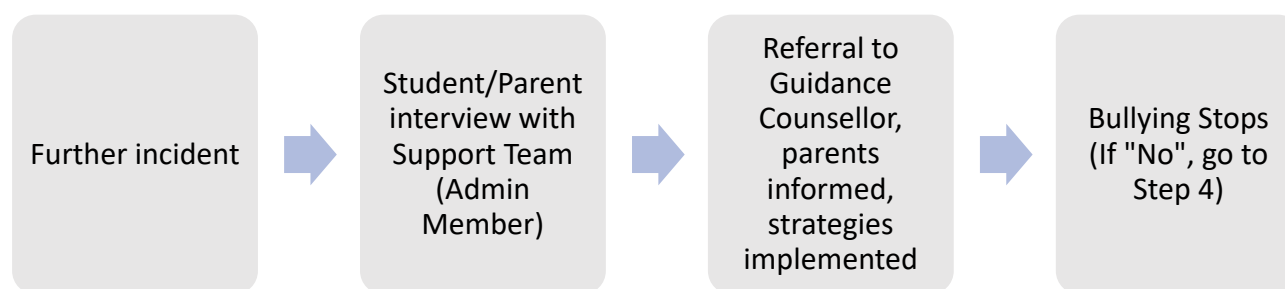 Further incident
Student/Parent
interview with
Support Team
(Admin
Member)
Referral to
Guidance
Counsellor,
parents
informed,
strategies
implemented
Bullying Stops
(If "No", go to
Step 4)